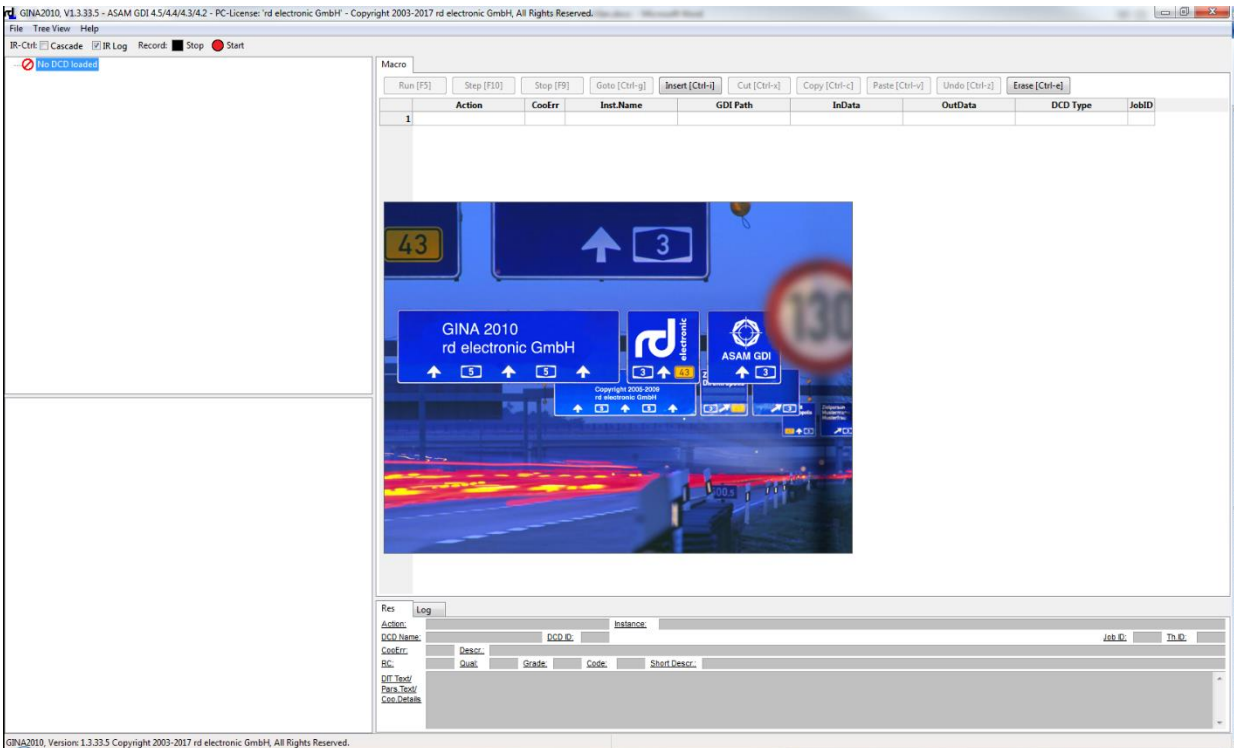 rd GINA2010, V1.3.33.5 - ASAM GDI 4.5/4.4/4.3/4.2 - PC-License: 'rd electronic GmbH' - Copyright 2003-2017 rd electronic GmbH, All Rights Reserved.
File Tree View Help
IR-Ctrl: Cascade IR Log Record: Stop Start
No DCD loaded
Macro
Run [F5] Step [F10] Stop [F9] Goto [Ctrl-g] Insert [Ctrl-i] Cut [Ctrl-x] Copy [Ctrl-c] Paste [Ctrl-v] Undo [Ctrl-z] Erase [Ctrl-e]
Action CooErr Inst.Name GDI Path InData OutData DCD Type JobID
1
43
3
130
GINA 2010
rd electronic GmbH
5 5
rd electronic
3 43
ASAM GDI
3
Copyright 2005-2009
rd electronic GmbH
5 5
3
Res Log
Action: Instance:
DCD Name: DCD ID: Job ID: Th.ID:
CooErr: Descr.:
RC: Qual: Grade: Code: Short Descr.:
DIT Text/
Pars.Text/
Coo.Details
GINA2010, Version: 1.3.33.5 Copyright 2003-2017 rd electronic GmbH, All Rights Reserved.